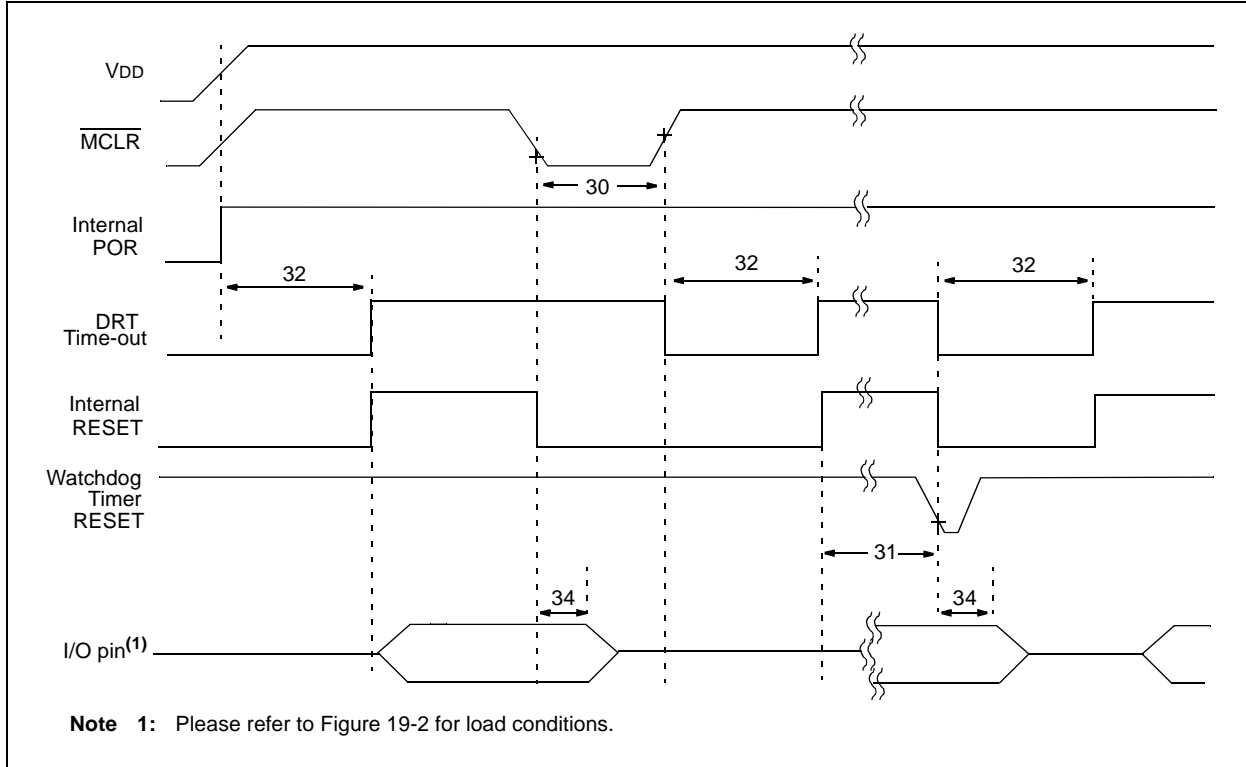 VDD
MCLR
30
Internal
POR
32
32
32
DRT
Time-out
Internal
RESET
Watchdog
Timer
RESET
31
34
34
I/O pin(1)
Note 1: Please refer to Figure 19-2 for load conditions.